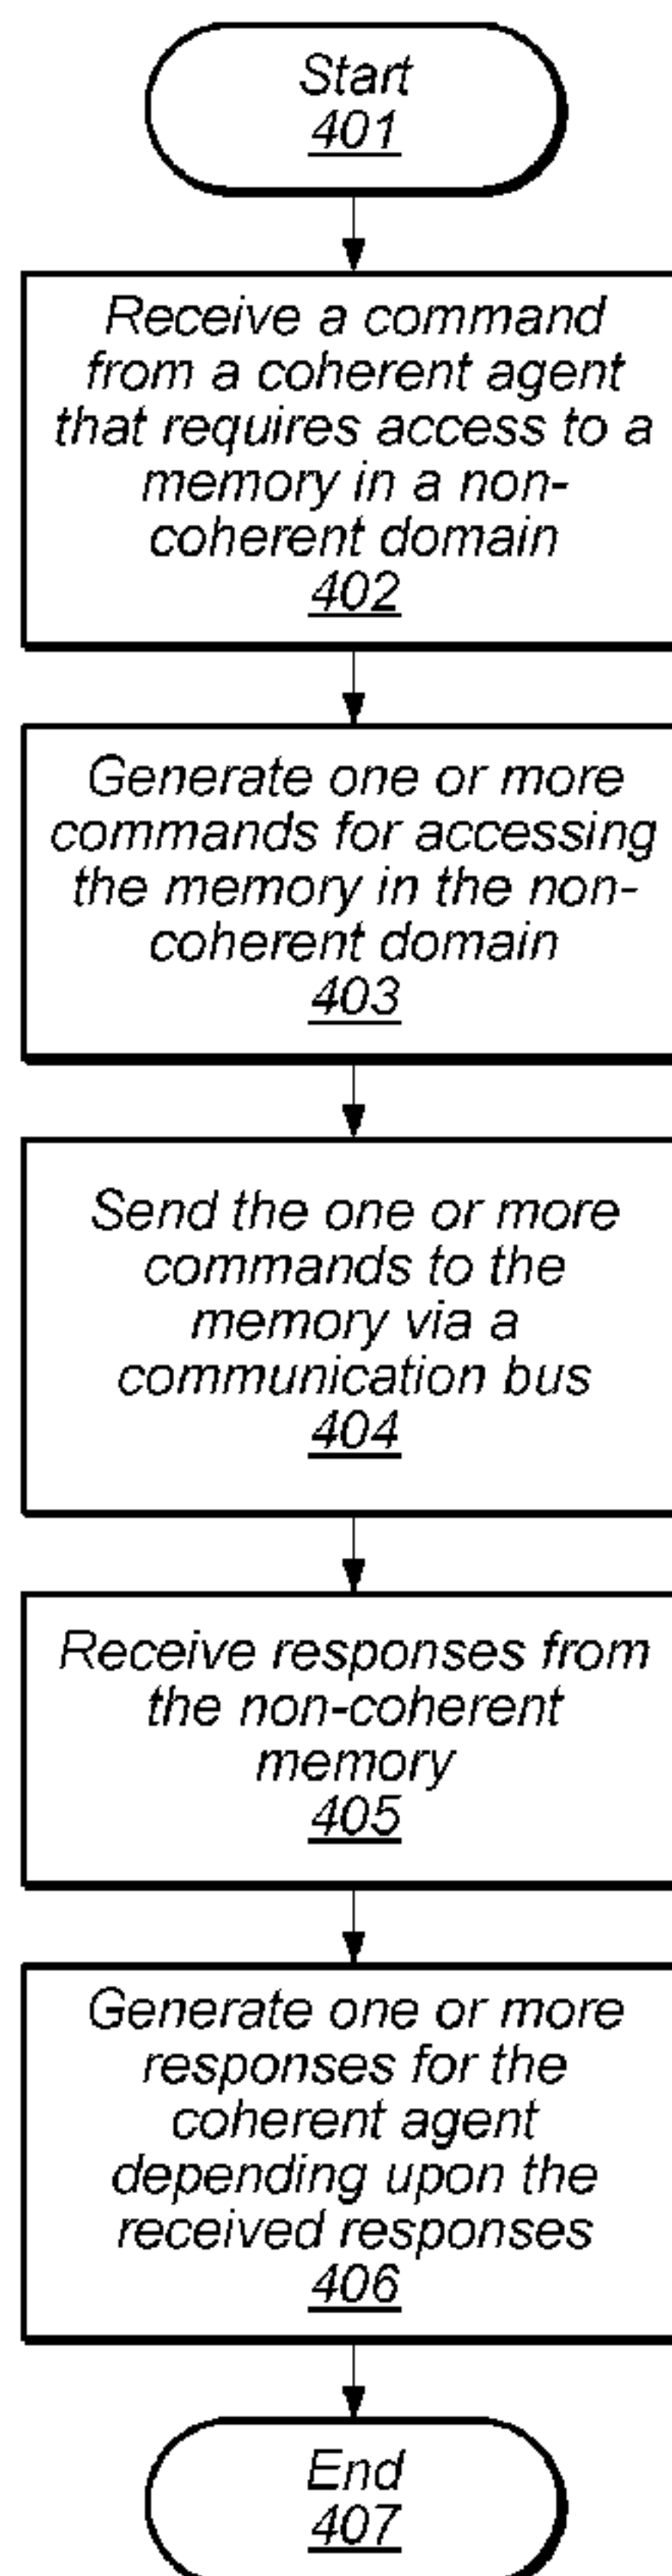 Start
401
Receive a command
from a coherent agent
that requires access to a
memory in a non-
coherent domain
402
Generate one or more
commands for accessing
the memory in the non-
coherent domain
403
Send the one or more
commands to the
memory via a
communication bus
404
Receive responses from
the non-coherent
memory
405
Generate one or more
responses for the
coherent agent
depending upon the
received responses
406
End
407